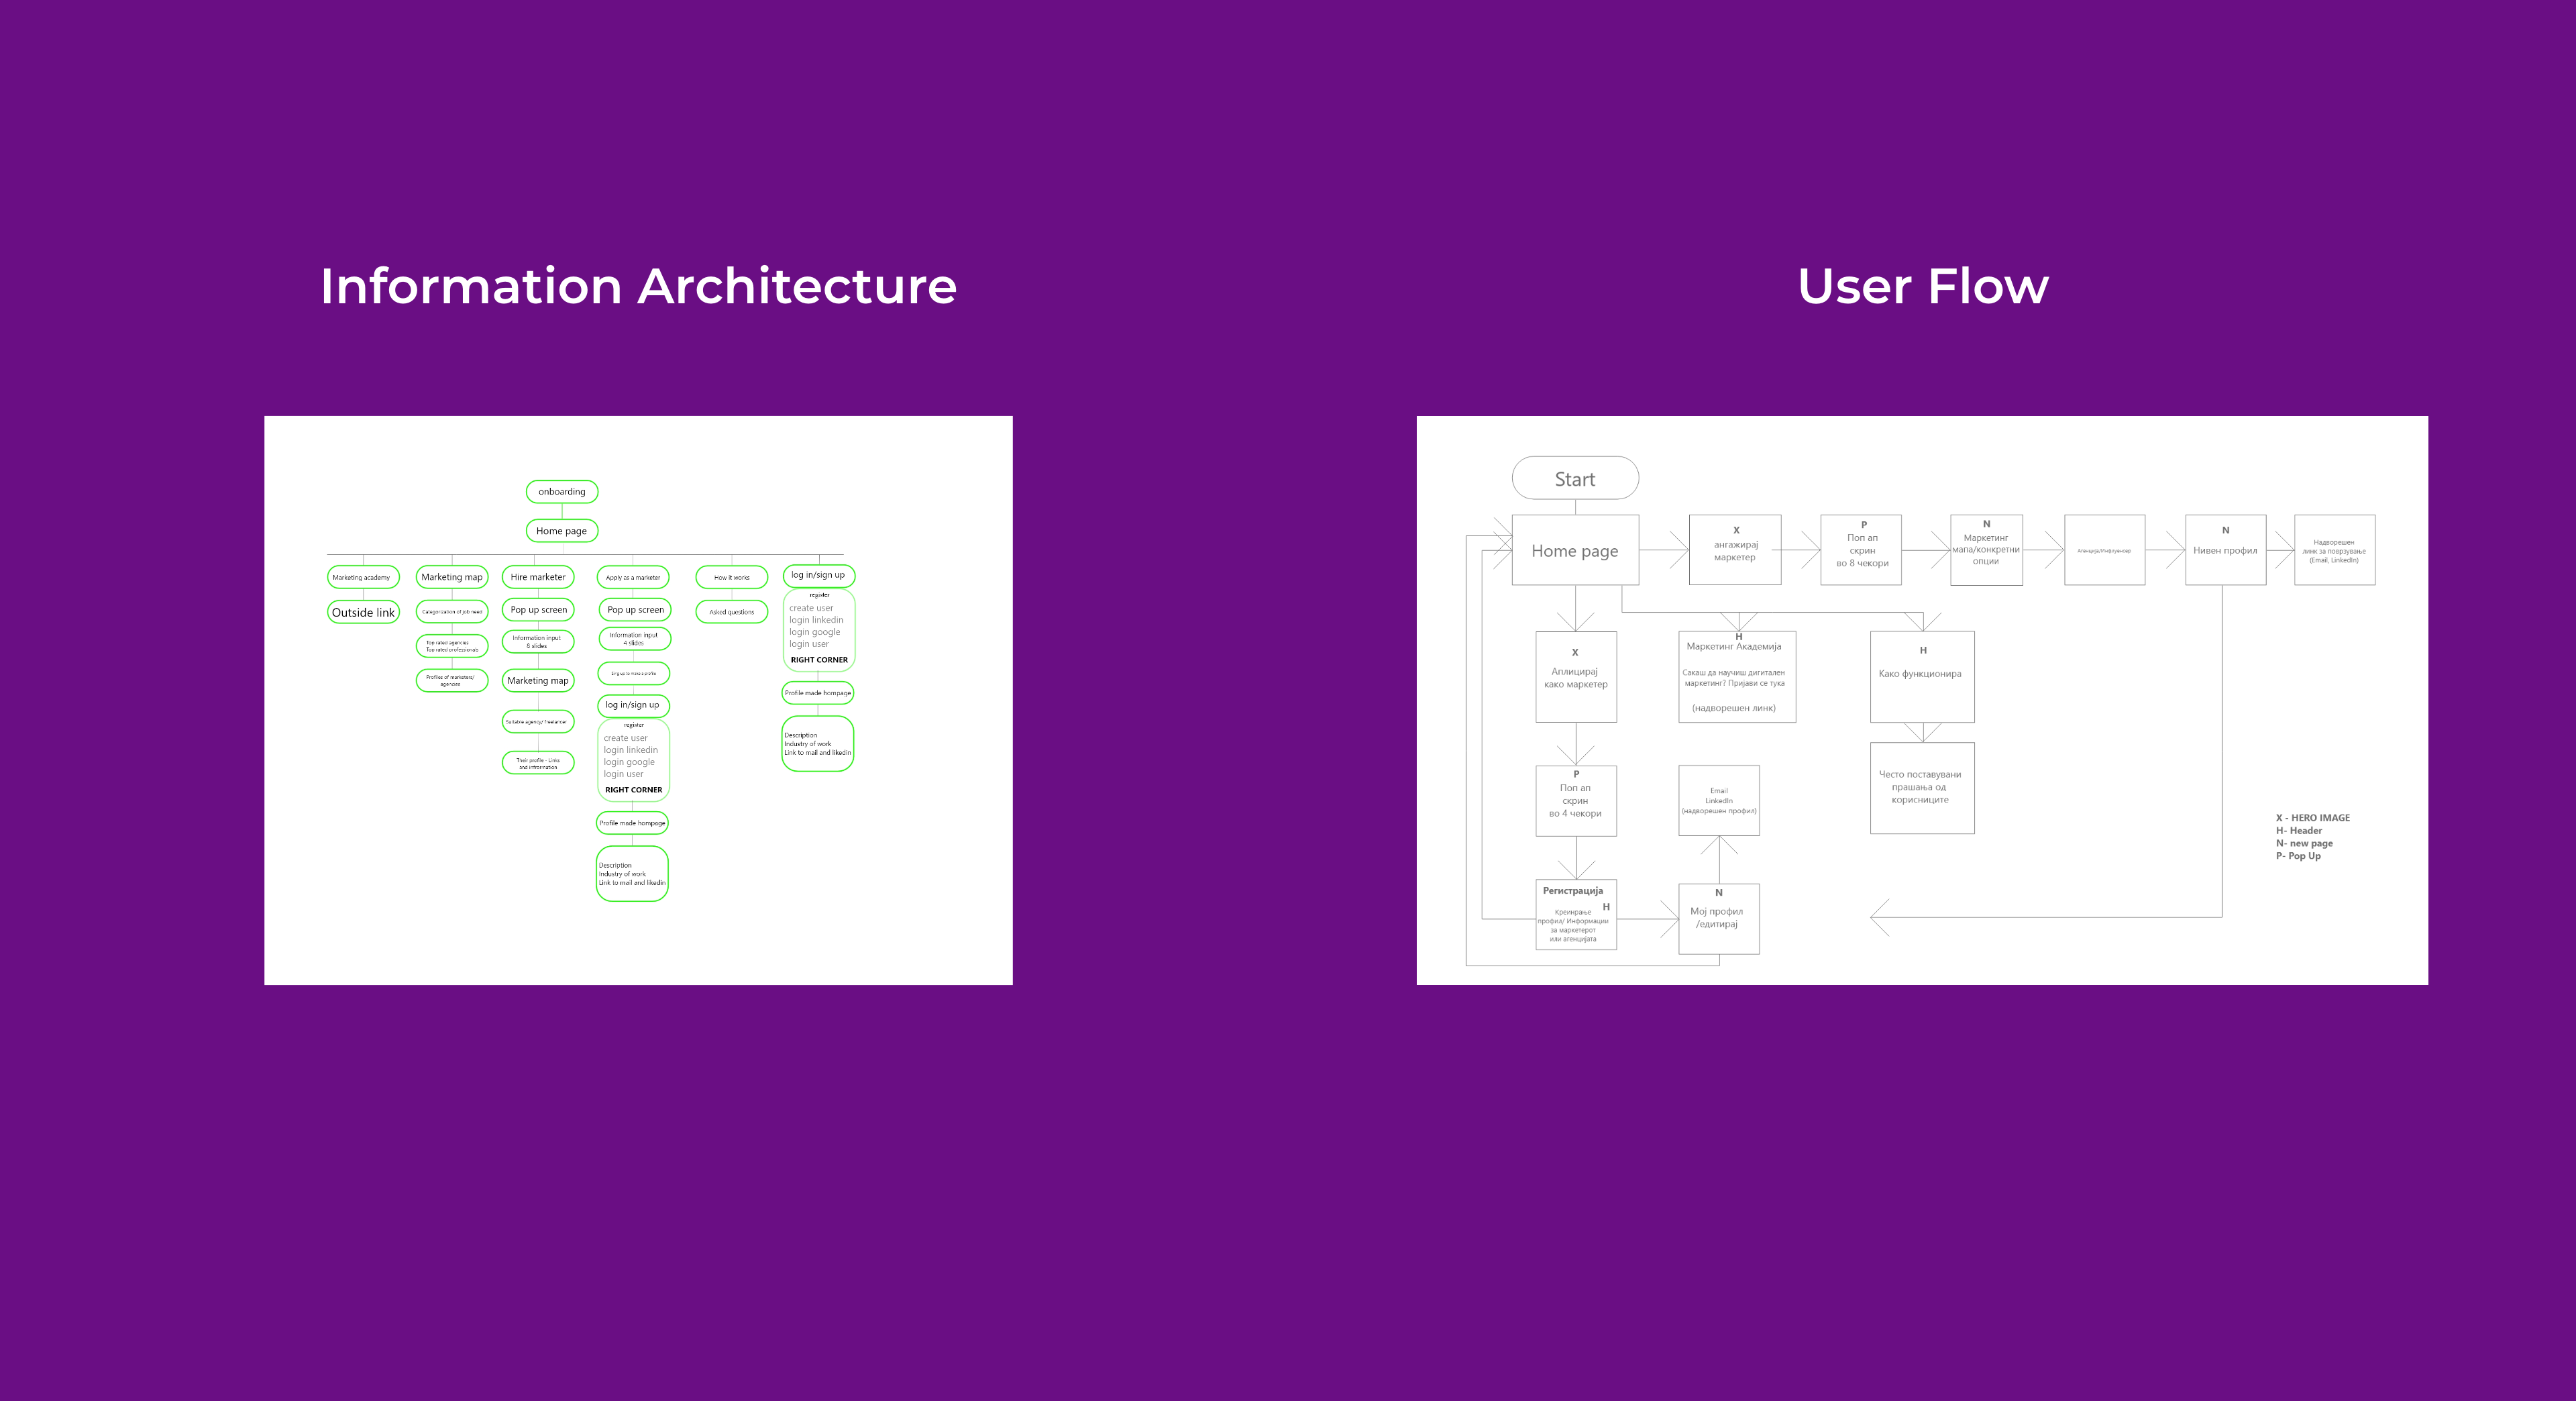 Information Architecture
onboarding
Home page
Marketing academy
Outside link
Marketing map
Categorization of job need
Top rated agencies
Top rated professionals
Profiles of marketers/
agencies
Hire marketer
Pop up screen
Information input
8 slides
Marketing map
Suitable agency/ freelancer
Their profile - Links
and information
Apply as a marketer
Pop up screen
Information input
4 slides
log in/sign up
register
create user
login linkedin
login google
login user
RIGHT CORNER
Profile made hompage
Description
Industry of work
Link to mail and likedin
How it works
Asked questions
log in/sign up
register
create user
login linkedin
login google
login user
RIGHT CORNER
Profile made hompage
Description
Industry of work
Link to mail and likedin
User Flow
Start
Home page
X
ангажирај
маркетер
P
Поп ап
скрин
во 8 чекори
N
Маркетинг
мапа/конкретни
опции
Агенција/Инфлуенсер
N
Нивен профил
Надворешен
линк за поврзување
(Email, LinkedIn)
X
Аплицирај
како маркетер
H
Маркетинг Академија
Сакаш да научиш дигитален
маркетинг? Пријави се тука
(надворешен линк)
H
Како функционира
P
Поп ап
скрин
во 4 чекори
Email
LinkedIn
(надворешен профил)
Често поставувани
прашања од
корисниците
Регистрација
H
Креинрање
профил/ Информации
за маркетерот
или агенцијата
N
Мој профил
/едитирај
X - HERO IMAGE
H- Header
N- new page
P- Pop Up